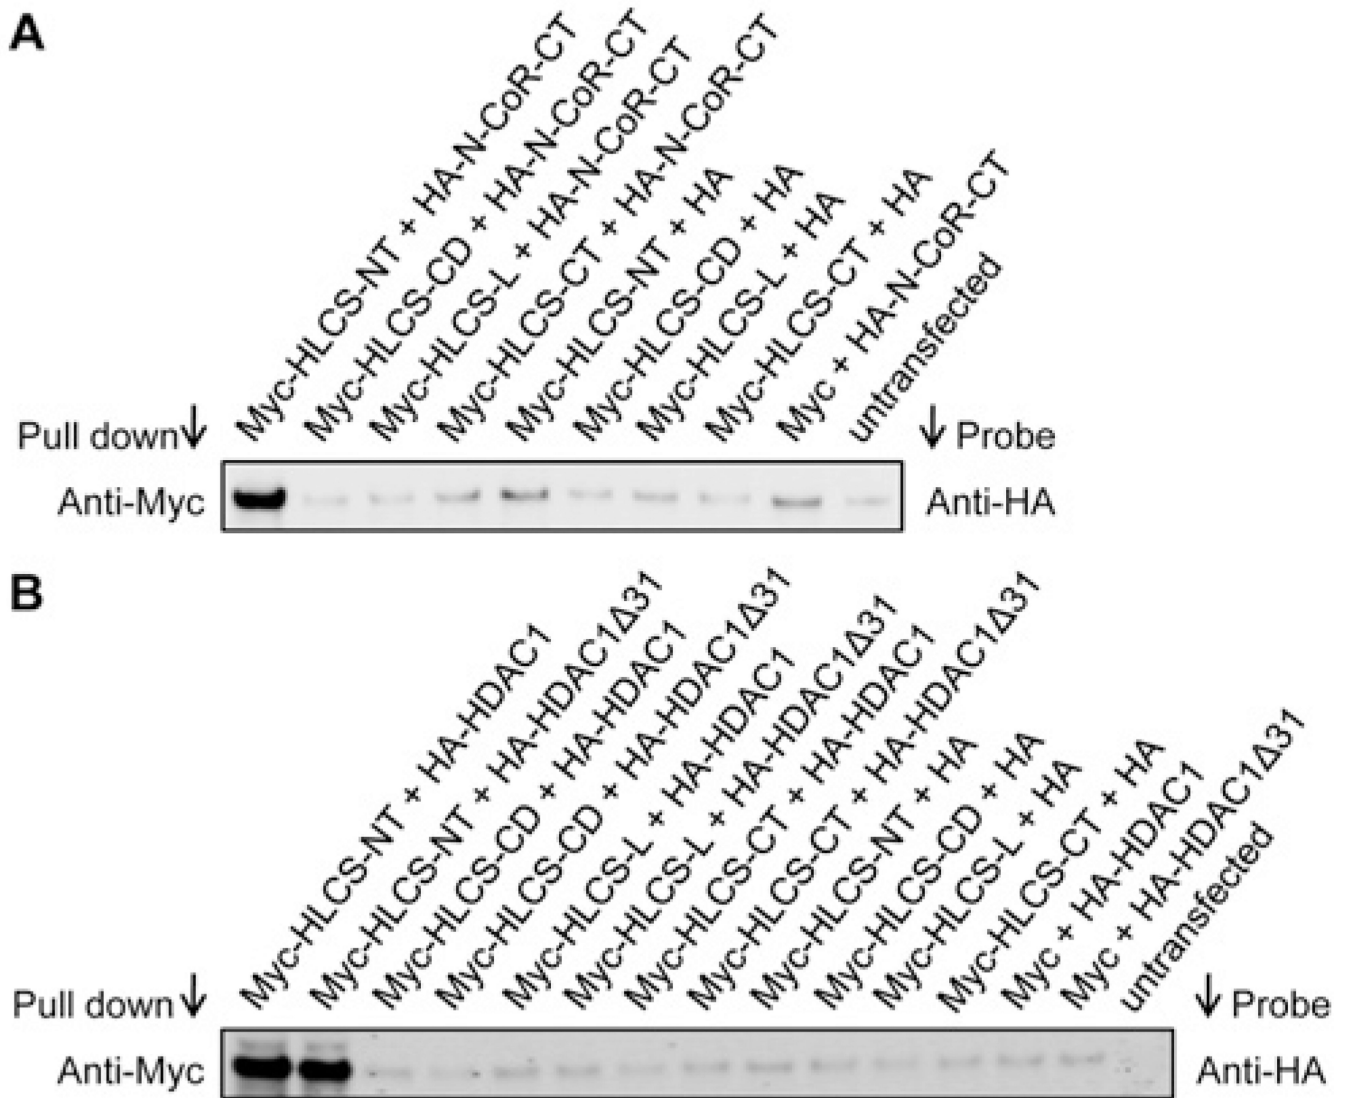 A
Myc-HLCS-NT + HA-N-CoR-CT
Myc-HLCS-CD + HA-N-CoR-CT
Myc-HLCS-L + HA-N-CoR-CT
Myc-HLCS-CT + HA-N-CoR-CT
Myc-HLCS-NT + HA
Myc-HLCS-CD + HA
Myc-HLCS-L + HA
Myc-HLCS-CT + HA
Myc + HA-N-CoR-CT
untransfected
Pull down↓
↓ Probe
Anti-Myc
Anti-HA
B
Myc-HLCS-NT + HA-HDAC1
Myc-HLCS-NT + HA-HDAC1Δ31
Myc-HLCS-CD + HA-HDAC1
Myc-HLCS-CD + HA-HDAC1Δ31
Myc-HLCS-L + HA-HDAC1
Myc-HLCS-L + HA-HDAC1Δ31
Myc-HLCS-CT + HA-HDAC1
Myc-HLCS-CT + HA-HDAC1Δ31
Myc-HLCS-NT + HA
Myc-HLCS-CD + HA
Myc-HLCS-L + HA
Myc-HLCS-CT + HA
Myc + HA-HDAC1
Myc + HA-HDAC1Δ31
untransfected
Pull down↓
↓ Probe
Anti-Myc
Anti-HA